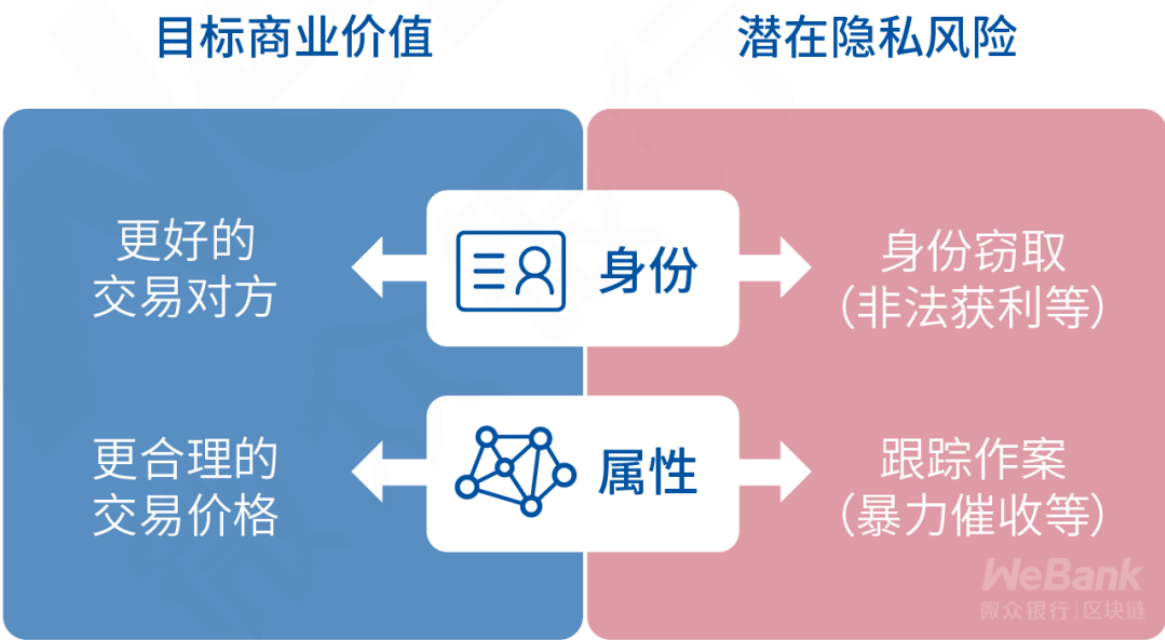 目标商业价值
潜在隐私风险
更好的
交易对方
身份
身份窃取
(非法获利等)
更合理的
交易价格
属性
跟踪作案
(暴力催收等)
WeBank
微众银行|区块链